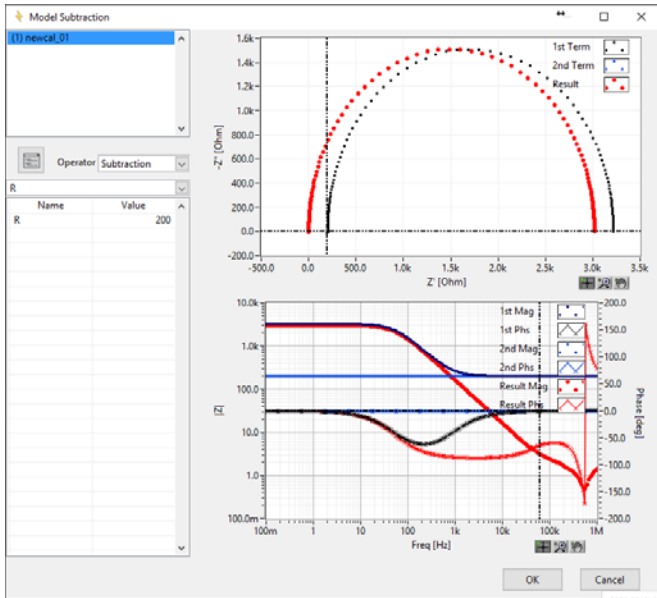 Model Subtraction
(1) newcal_01
Operator Subtraction
R
Name Value
R 200
1.6k
1.4k
1.2k
1.0k
800.0
600.0
400.0
200.0
0.0
-200.0
-Z" [Ohm]
1st Term
2nd Term
Result
-500.0 0.0 500.0 1.0k 1.5k 2.0k 2.5k 3.0k 3.5k
Z' [Ohm]
10.0k
1.0k
100.0
10.0
1.0
100.0m
|Z|
1st Mag
1st Phs
2nd Mag
2nd Phs
Result Mag
Result Phs
200.0
150.0
100.0
50.0
0.0
-50.0
-100.0
-150.0
-200.0
Phase [deg]
100m 1 10 100 1k 10k 100k 1M
Freq [Hz]
OK Cancel